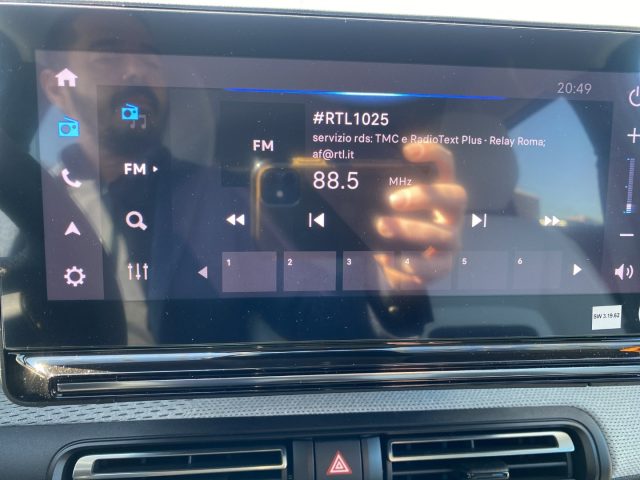 20:49
#RTL1025
servizio rds: TMC e RadioText Plus - Relay Roma;
af@rtl.it
FM
FM
88.5 MHz
1 2 3 4 5 6
SW 3.19.62